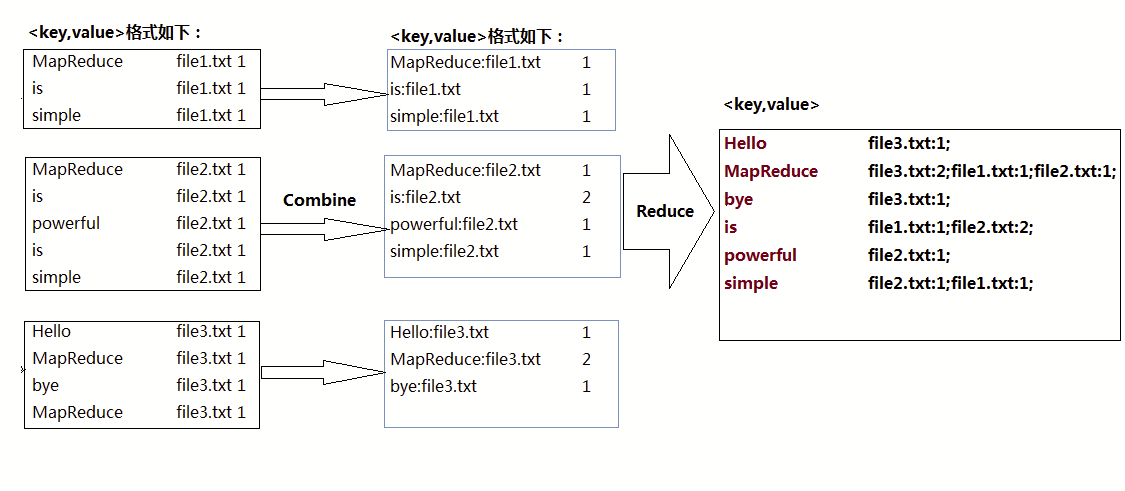 <key,value>格式如下：
MapReduce file1.txt 1
is file1.txt 1
simple file1.txt 1
MapReduce file2.txt 1
is file2.txt 1
powerful file2.txt 1
is file2.txt 1
simple file2.txt 1
Hello file3.txt 1
MapReduce file3.txt 1
bye file3.txt 1
MapReduce file3.txt 1
Combine
<key,value>格式如下：
MapReduce:file1.txt 1
is:file1.txt 1
simple:file1.txt 1
MapReduce:file2.txt 1
is:file2.txt 2
powerful:file2.txt 1
simple:file2.txt 1
Hello:file3.txt 1
MapReduce:file3.txt 2
bye:file3.txt 1
Reduce
<key,value>
Hello file3.txt:1;
MapReduce file3.txt:2;file1.txt:1;file2.txt:1;
bye file3.txt:1;
is file1.txt:1;file2.txt:2;
powerful file2.txt:1;
simple file2.txt:1;file1.txt:1;